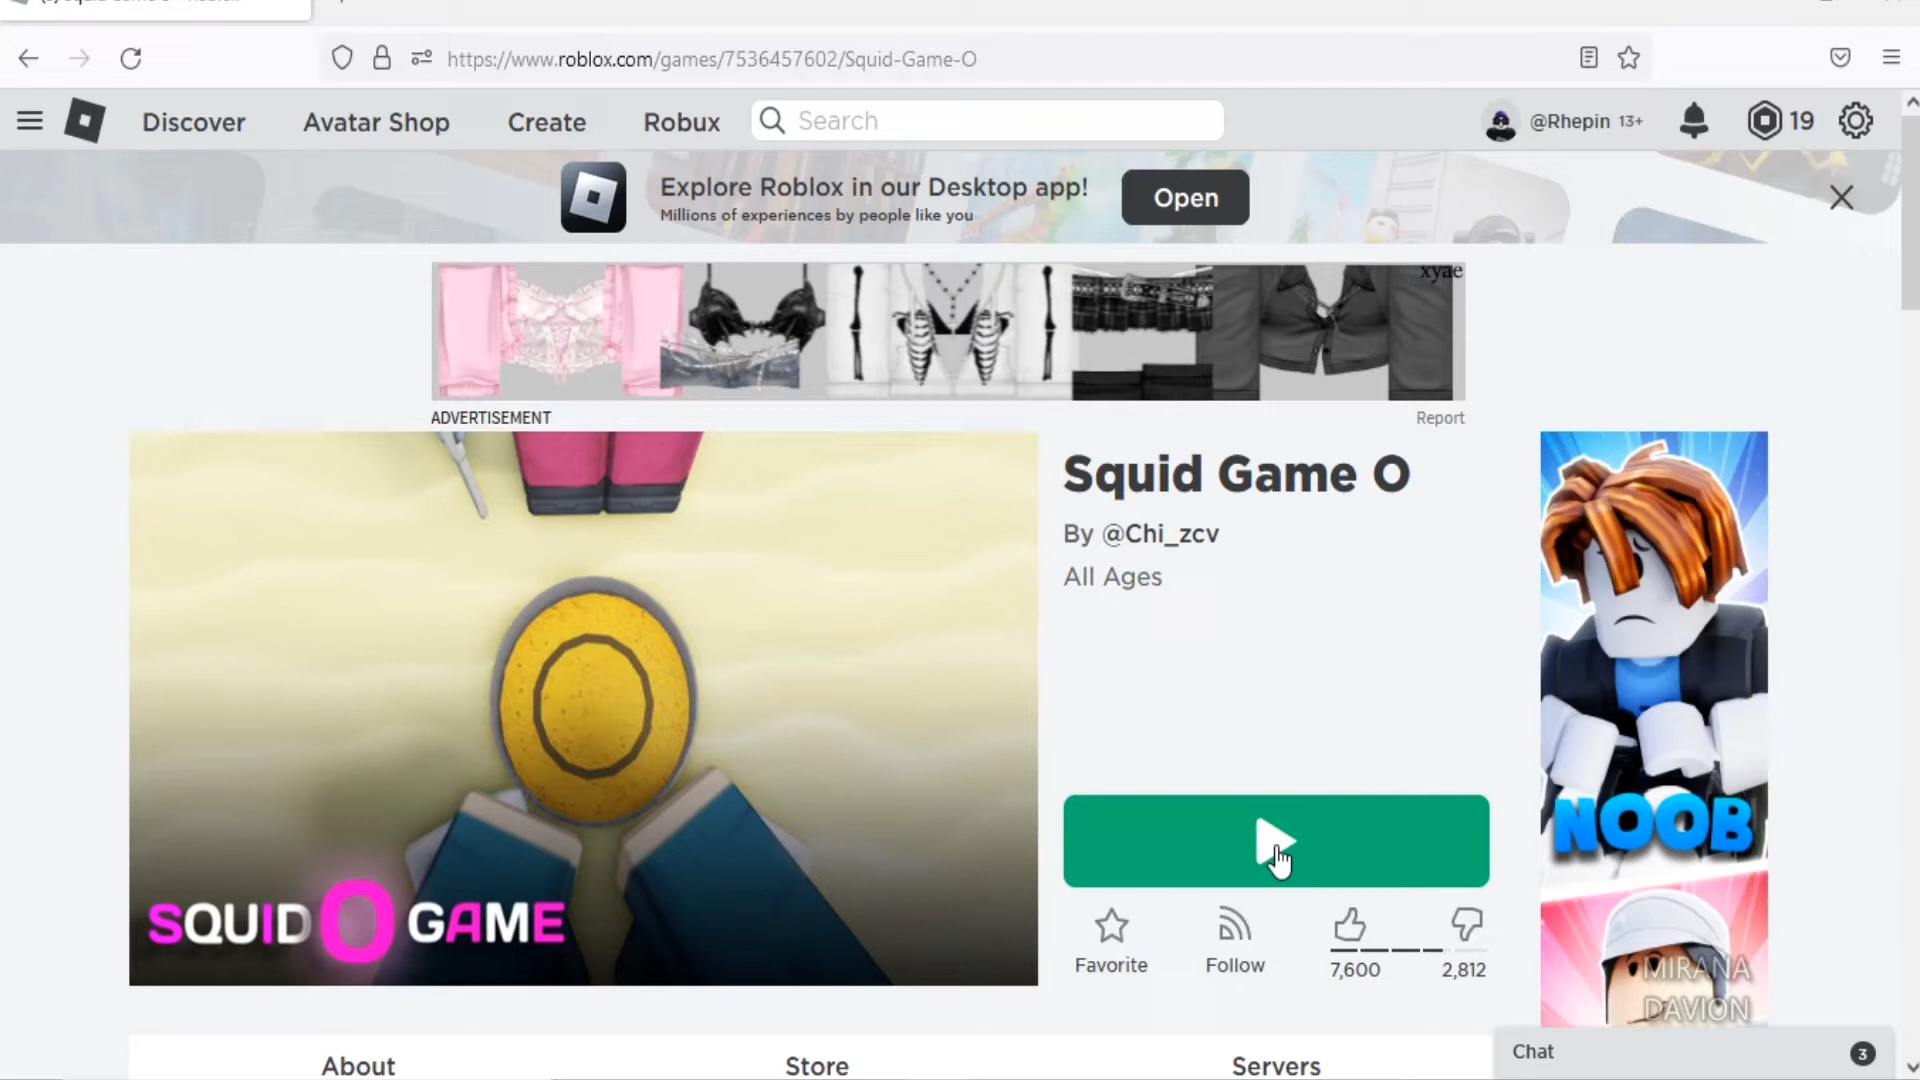 https://www.roblox.com/games/7536457602/Squid-Game-O
Discover
Avatar Shop
Create
Robux
Search
@Rhepin 13+
19
Explore Roblox in our Desktop app!
Millions of experiences by people like you
Open
xyae
ADVERTISEMENT
Report
Squid Game O
By @Chi_zcv
All Ages
SQUID O GAME
NOOB
Favorite
Follow
7,600
2,812
MIRANA
DAVION
About
Store
Servers
Chat
3